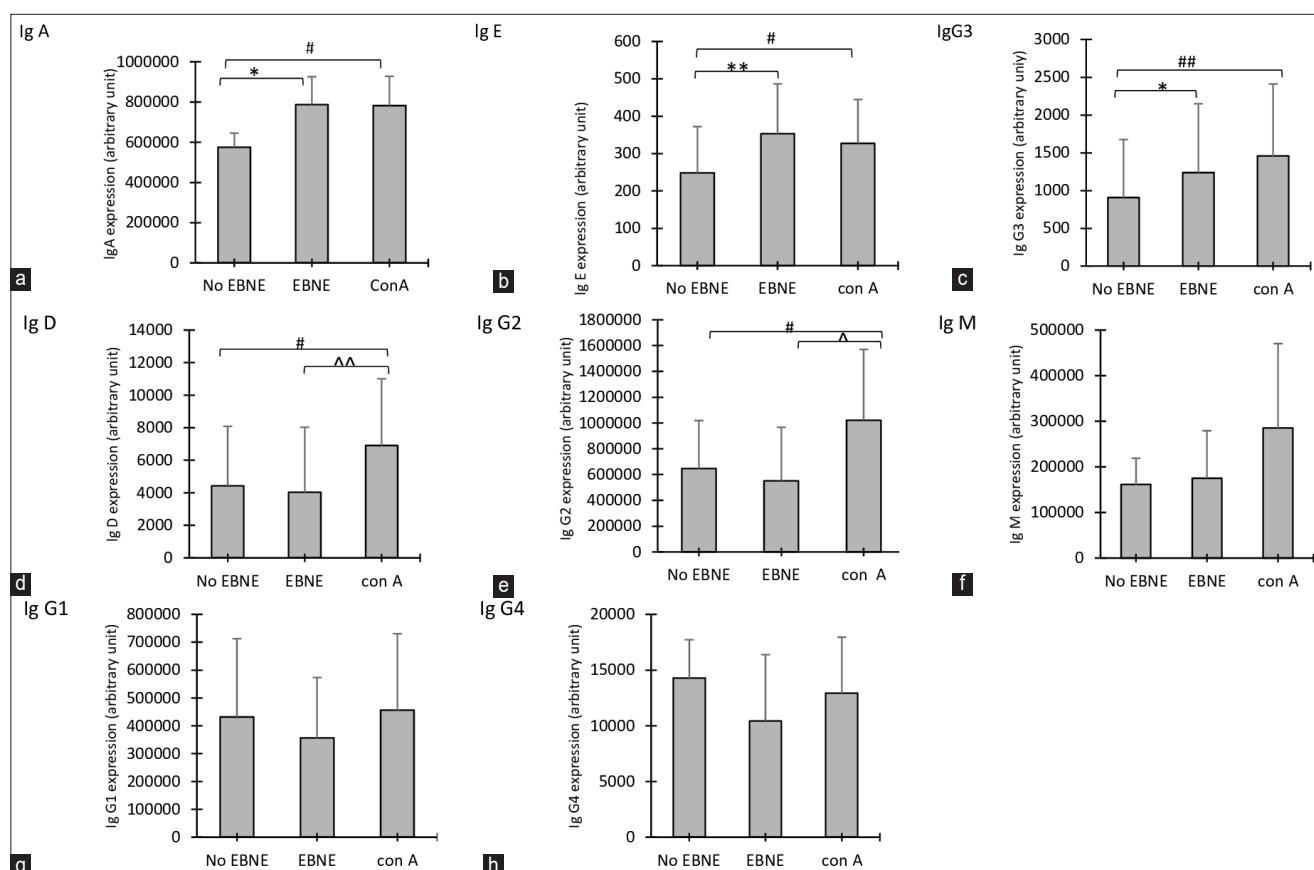 Ig A
IgA expression (arbitrary unit)
1000000
800000
600000
400000
200000
0
#
*
No EBNE EBNE ConA
a
Ig E
Ig E expression (arbitrary unit)
600
500
400
300
200
100
0
#
**
No EBNE EBNE con A
b
IgG3
Ig G3 expression (arbitrary uniy)
3000
2500
2000
1500
1000
500
0
##
*
No EBNE EBNE con A
c
Ig D
Ig D expression (arbitrary unit)
14000
12000
10000
8000
6000
4000
2000
0
#
^^
No EBNE EBNE con A
d
Ig G2
Ig G2 expression (arbitrary unit)
1800000
1600000
1400000
1200000
1000000
800000
600000
400000
200000
0
#
^
No EBNE EBNE con A
e
Ig M
Ig M expression (arbitrary unit)
500000
400000
300000
200000
100000
0
No EBNE EBNE con A
f
Ig G1
Ig G1 expression (arbitrary unit)
800000
700000
600000
500000
400000
300000
200000
100000
0
No EBNE EBNE con A
g
Ig G4
Ig G4 expression (arbitrary unit)
20000
15000
10000
5000
0
No EBNE EBNE con A
h